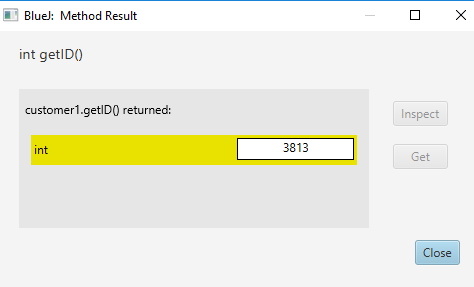 BlueJ: Method Result
int getID()
customer1.getID() returned:
Inspect
int 3813
Get
Close